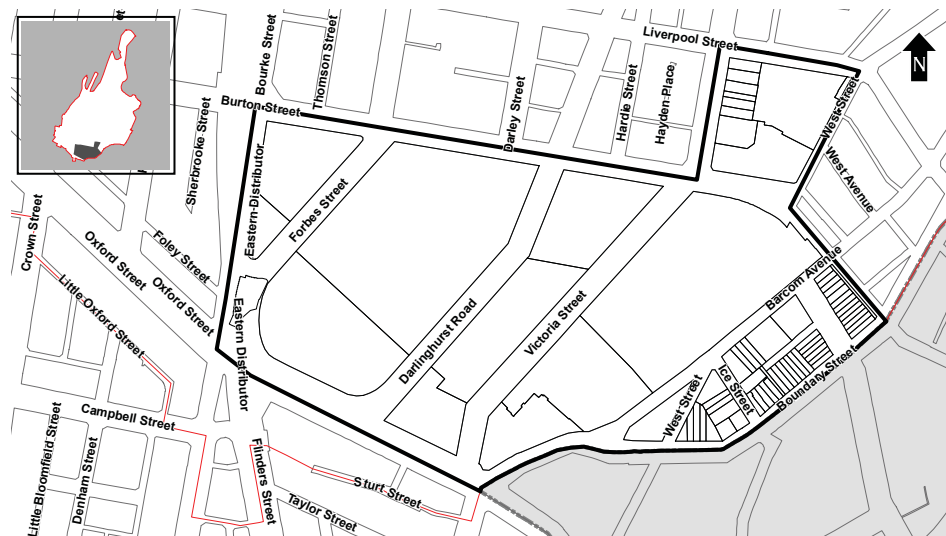 Liverpool Street
N
Bourke Street
Thomson Street
Burton Street
Darley Street
Hardie Street
Hayden Place
West Street
West Avenue
Sherbrooke Street
Eastern Distributor
Forbes Street
Crown Street
Oxford Street
Foley Street
Oxford Street
Little Oxford Street
Eastern Distributor
Darlinghurst Road
Victoria Street
Barcom Avenue
Boundary Street
Ice Street
West Street
Campbell Street
Little Bloomfield Street
Denham Street
Flinders Street
Sturt Street
Taylor Street